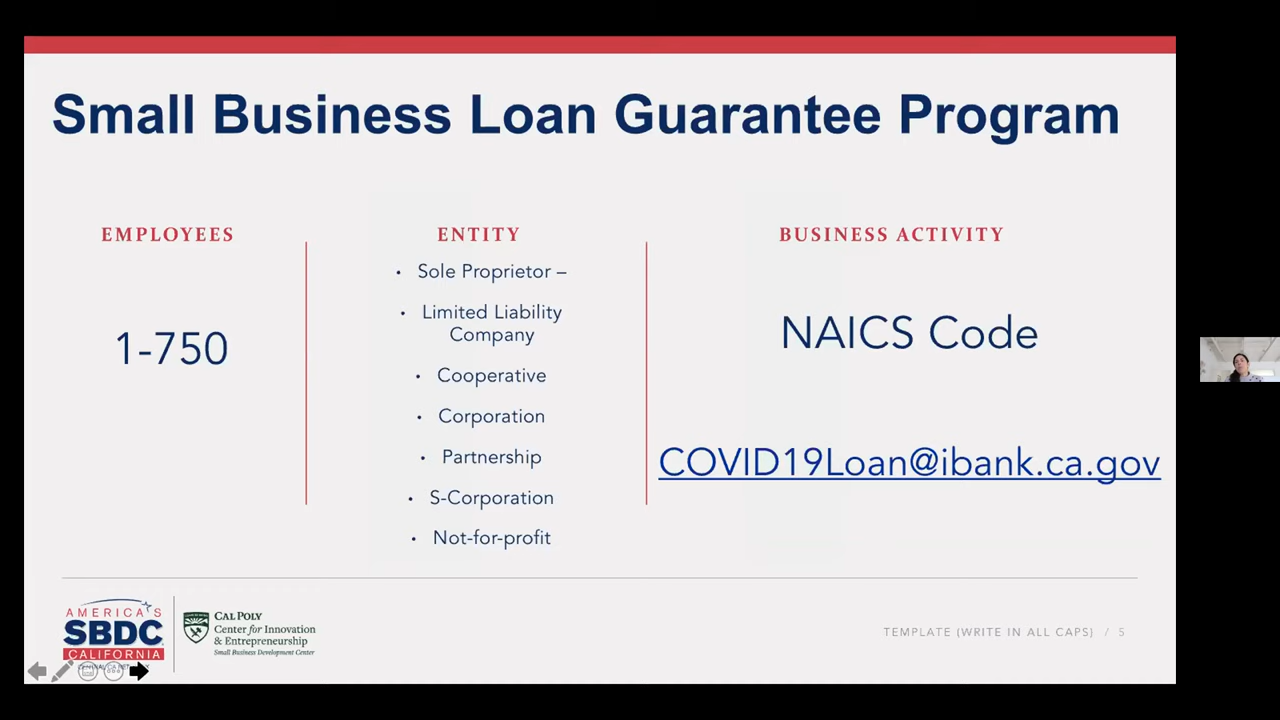 Small Business Loan Guarantee Program
EMPLOYEES
1-750
ENTITY
• Sole Proprietor –
• Limited Liability
Company
• Cooperative
• Corporation
• Partnership
• S-Corporation
• Not-for-profit
BUSINESS ACTIVITY
NAICS Code
COVID19Loan@ibank.ca.gov
AMERICA'S
SBDC
CALIFORNIA
CAL POLY
Center for Innovation
& Entrepreneurship
Small Business Development Center
TEMPLATE (WRITE IN ALL CAPS) / 5